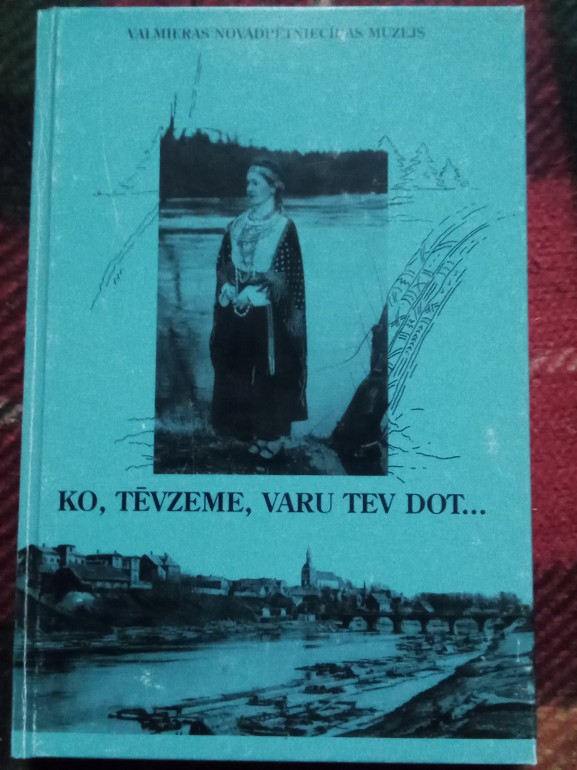 VALMIERAS NOVADPĒTNIECĪBAS MUZEJS
KO, TĒVZEME, VARU TEV DOT...